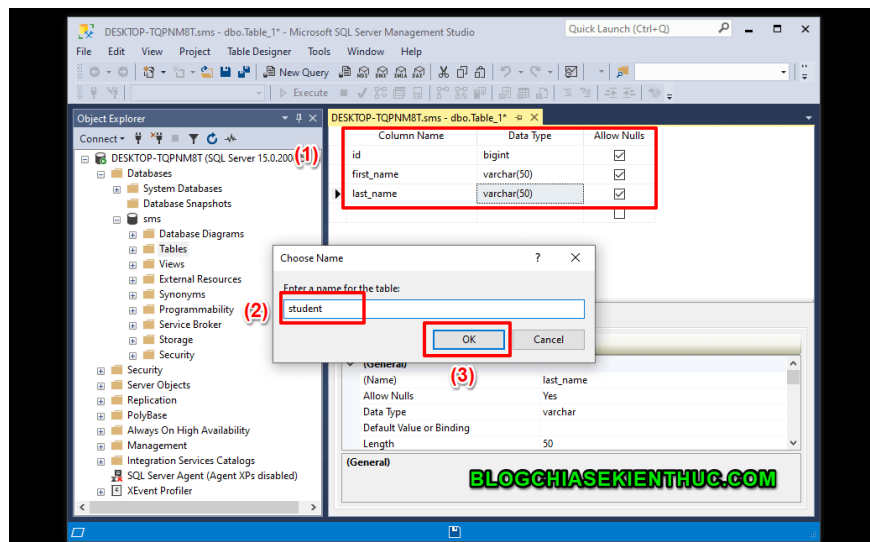 DESKTOP-TQPNM8T.sms - dbo.Table_1* - Microsoft SQL Server Management Studio
Quick Launch (Ctrl+Q)
File Edit View Project Table Designer Tools Window Help
New Query
Execute
Object Explorer
DESKTOP-TQPNM8T.sms - dbo.Table_1*
Connect
Column Name Data Type Allow Nulls
(1)
DESKTOP-TQPNM8T (SQL Server 15.0.200
id bigint
Databases
first_name varchar(50)
System Databases
last_name varchar(50)
Database Snapshots
sms
Database Diagrams
Tables
Views
External Resources
Synonyms
Programmability
Service Broker
Storage
Security
Security
Server Objects
Replication
PolyBase
Always On High Availability
Management
Integration Services Catalogs
SQL Server Agent (Agent XPs disabled)
XEvent Profiler
Choose Name
?
Enter a name for the table:
(2)
student
OK Cancel
(3)
(General)
(Name) last_name
Allow Nulls Yes
Data Type varchar
Default Value or Binding
Length 50
(General)
BLOGCHIASEKIENTHUC.COM